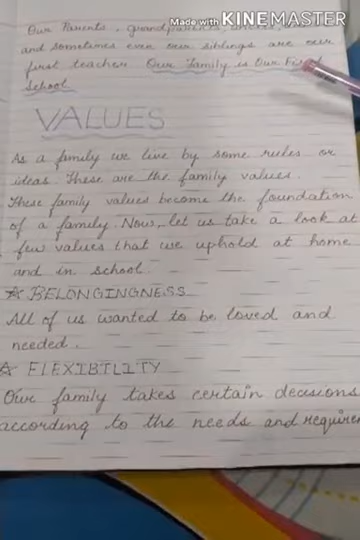 Made with KINEMASTER
Our Parents, grandparents,
and sometimes even our siblings are our
first teacher. Our Family is Our First
School
VALUES
As a family we live by some rules or
ideas. These are the family values.
These family values become the foundation
of a family. Now, let us take a look at
few values that we uphold at home
and in school.
☆ BELONGINGNESS
All of us wanted to be loved and
needed.
☆ FLEXIBILITY
Our family takes certain decisions
according to the needs and require